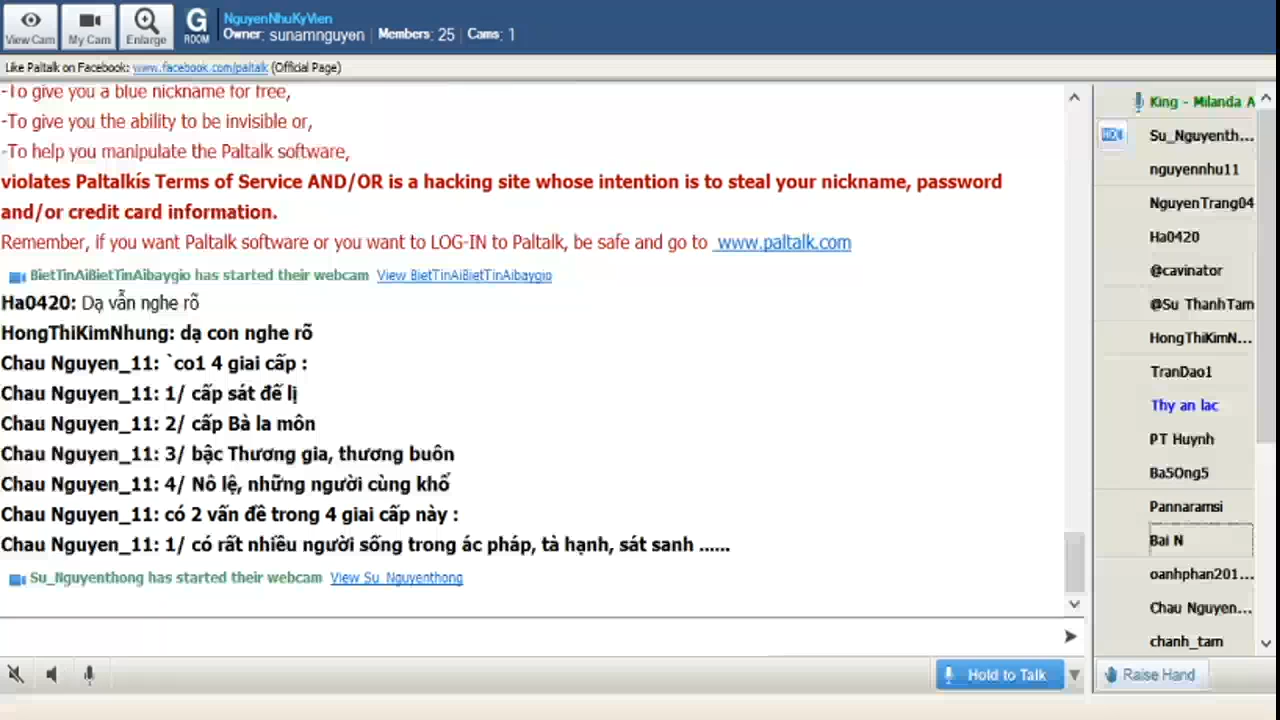 View Cam My Cam Enlarge G ROOM
NguyenNhuKyVien
Owner: sunamnguyen | Members: 25 | Cams: 1
Like Paltalk on Facebook: www.facebook.com/paltalk (Official Page)
-To give you a blue nickname for free,
-To give you the ability to be invisible or,
-To help you manipulate the Paltalk software,
violates Paltalkís Terms of Service AND/OR is a hacking site whose intention is to steal your nickname, password
and/or credit card information.
Remember, if you want Paltalk software or you want to LOG-IN to Paltalk, be safe and go to www.paltalk.com
BietTinAiBietTinAibaygio has started their webcam View BietTinAiBietTinAibaygio
Ha0420: Dạ vẫn nghe rõ
HongThiKimNhung: dạ con nghe rõ
Chau Nguyen_11: `co1 4 giai cấp :
Chau Nguyen_11: 1/ cấp sát đế lị
Chau Nguyen_11: 2/ cấp Bà la môn
Chau Nguyen_11: 3/ bậc Thương gia, thương buôn
Chau Nguyen_11: 4/ Nô lệ, những người cùng khổ
Chau Nguyen_11: có 2 vấn đề trong 4 giai cấp này :
Chau Nguyen_11: 1/ có rất nhiều người sống trong ác pháp, tà hạnh, sát sanh ......
Su_Nguyenthong has started their webcam View Su_Nguyenthong
King - Milanda A
Su_Nguyenth...
nguyennhu11
NguyenTrang04
Ha0420
@cavinator
@Su ThanhTam
HongThiKimN...
TranDao1
Thy an lac
PT Huynh
Ba5Ong5
Pannaramsi
Bai N
oanhphan201...
Chau Nguyen...
chanh_tam
Hold to Talk
Raise Hand